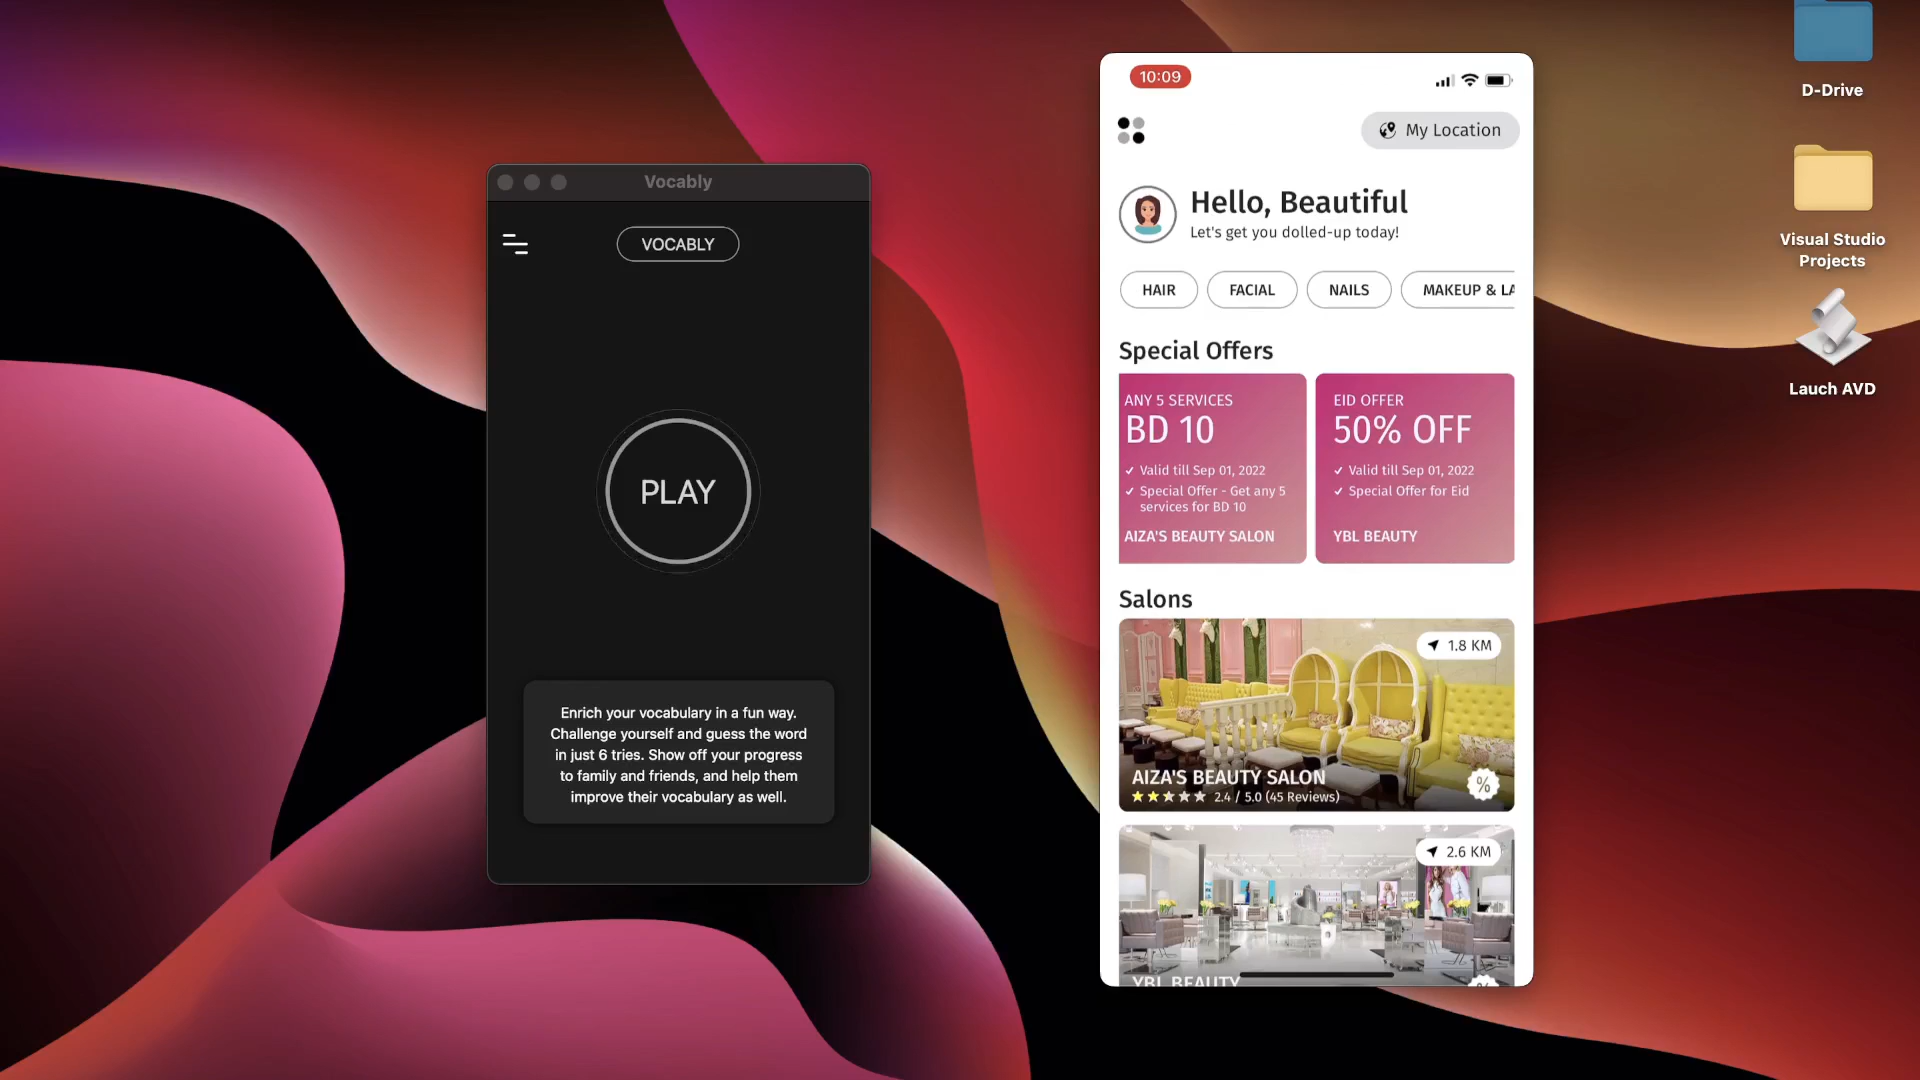 Vocably
VOCABLY
PLAY
Enrich your vocabulary in a fun way.
Challenge yourself and guess the word
in just 6 tries. Show off your progress
to family and friends, and help them
improve their vocabulary as well.
10:09
My Location
Hello, Beautiful
Let's get you dolled-up today!
HAIR
FACIAL
NAILS
MAKEUP & LA
Special Offers
ANY 5 SERVICES
BD 10
✓ Valid till Sep 01, 2022
✓ Special Offer - Get any 5
services for BD 10
AIZA'S BEAUTY SALON
EID OFFER
50% OFF
✓ Valid till Sep 01, 2022
✓ Special Offer for Eid
YBL BEAUTY
Salons
1.8 KM
AIZA'S BEAUTY SALON
2.4 / 5.0 (45 Reviews)
%
2.6 KM
YBL BEAUTY
%
D-Drive
Visual Studio
Projects
Lauch AVD